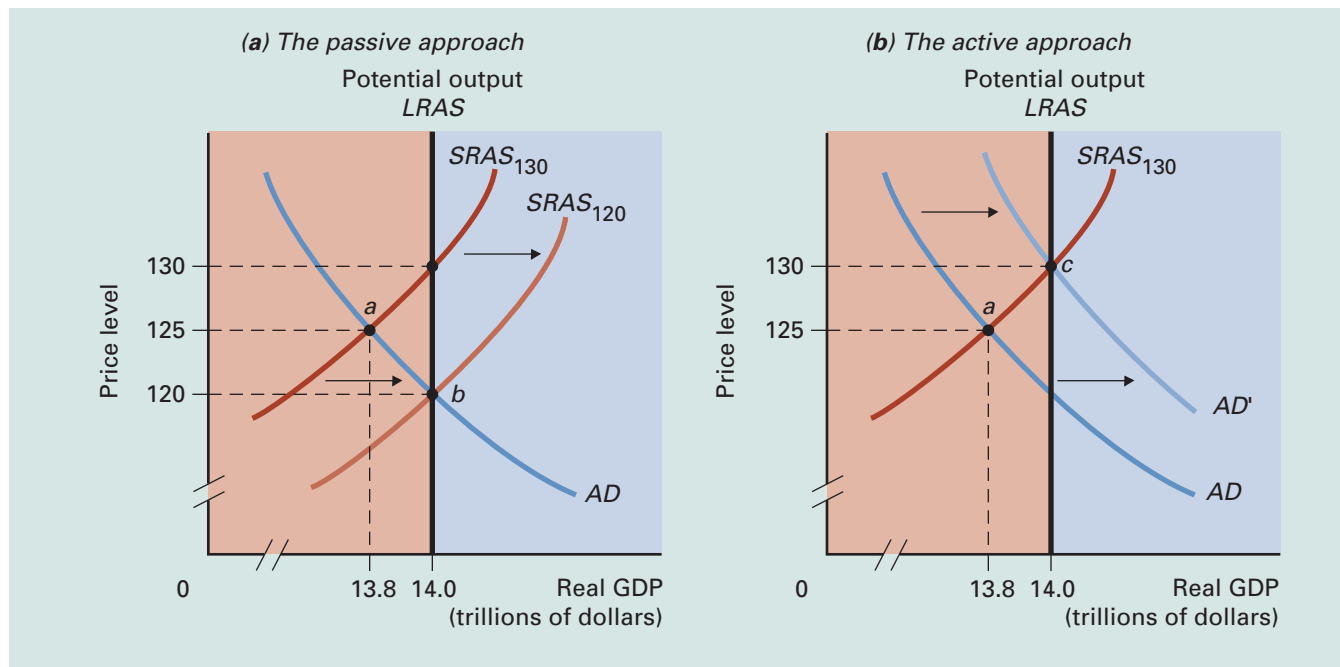 (a) The passive approach
Potential output
LRAS
SRAS130
SRAS120
130
125
120
Price level
a
b
AD
0
13.8
14.0
Real GDP
(trillions of dollars)
(b) The active approach
Potential output
LRAS
SRAS130
130
125
Price level
c
a
AD'
AD
0
13.8
14.0
Real GDP
(trillions of dollars)